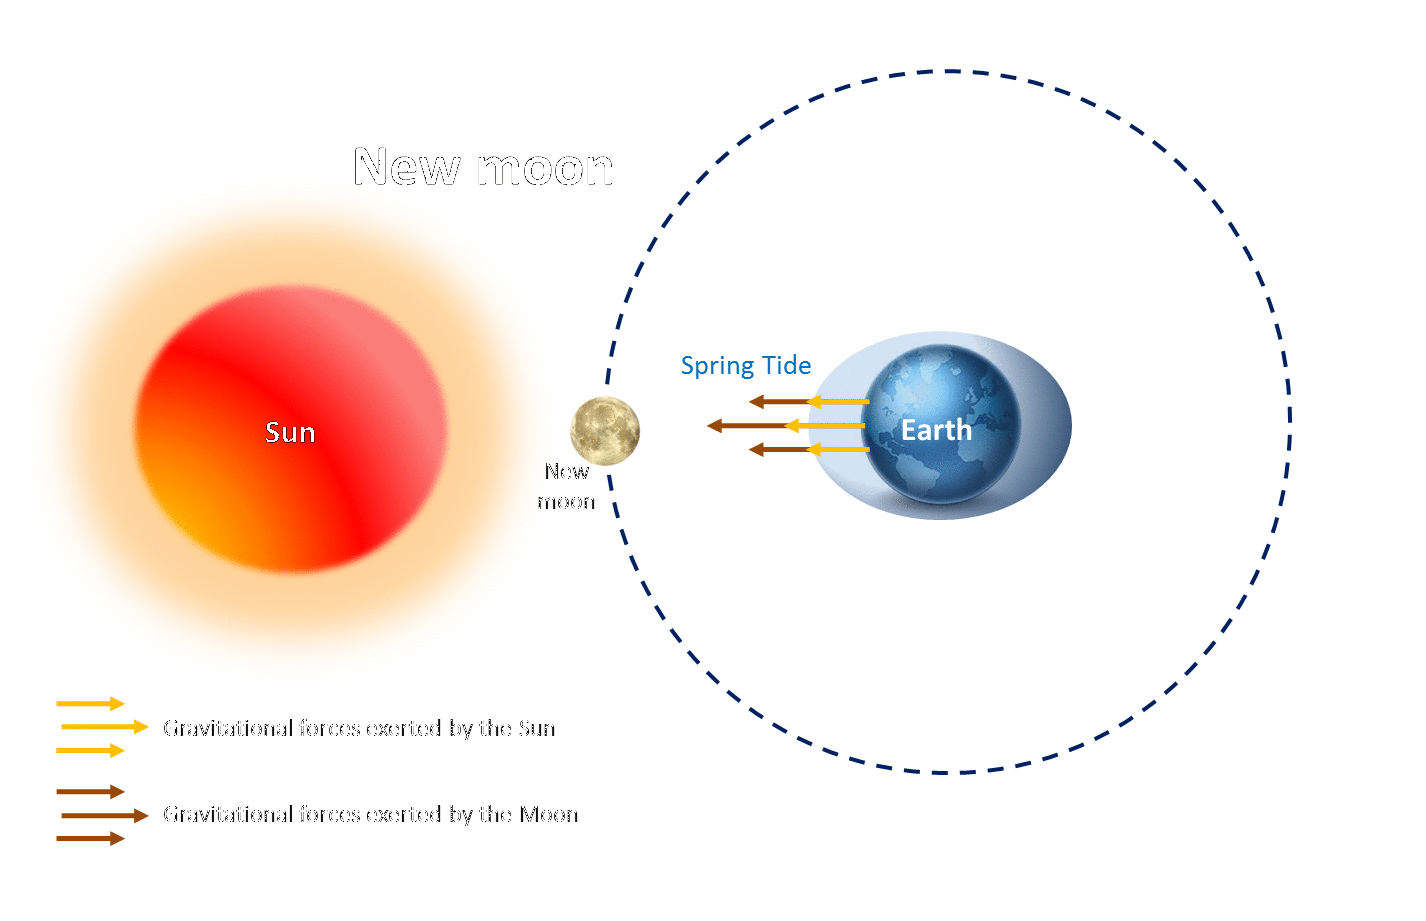 New moon
Spring Tide
Sun
Earth
New
moon
Gravitational forces exerted by the Sun
Gravitational forces exerted by the Moon